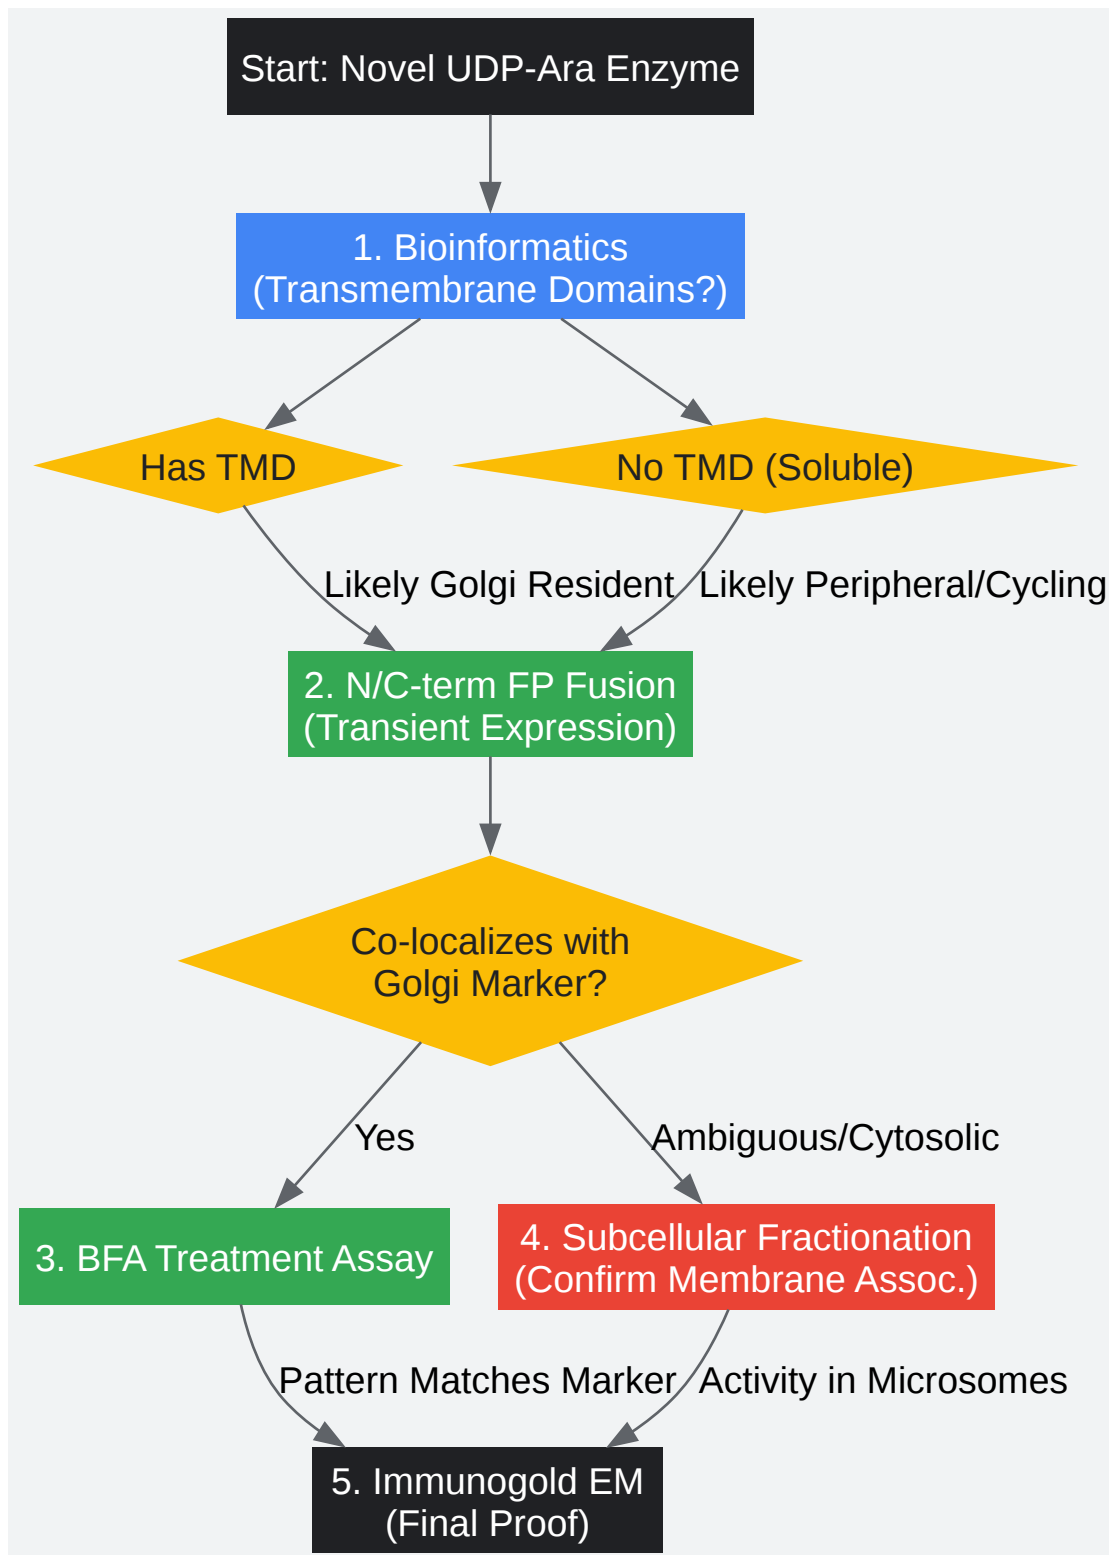 Start: Novel UDP-Ara Enzyme
1. Bioinformatics
(Transmembrane Domains?)
Has TMD
No TMD (Soluble)
Likely Golgi Resident
Likely Peripheral/Cycling
2. N/C-term FP Fusion
(Transient Expression)
Co-localizes with
Golgi Marker?
Yes
Ambiguous/Cytosolic
3. BFA Treatment Assay
4. Subcellular Fractionation
(Confirm Membrane Assoc.)
Pattern Matches Marker
Activity in Microsomes
5. Immunogold EM
(Final Proof)